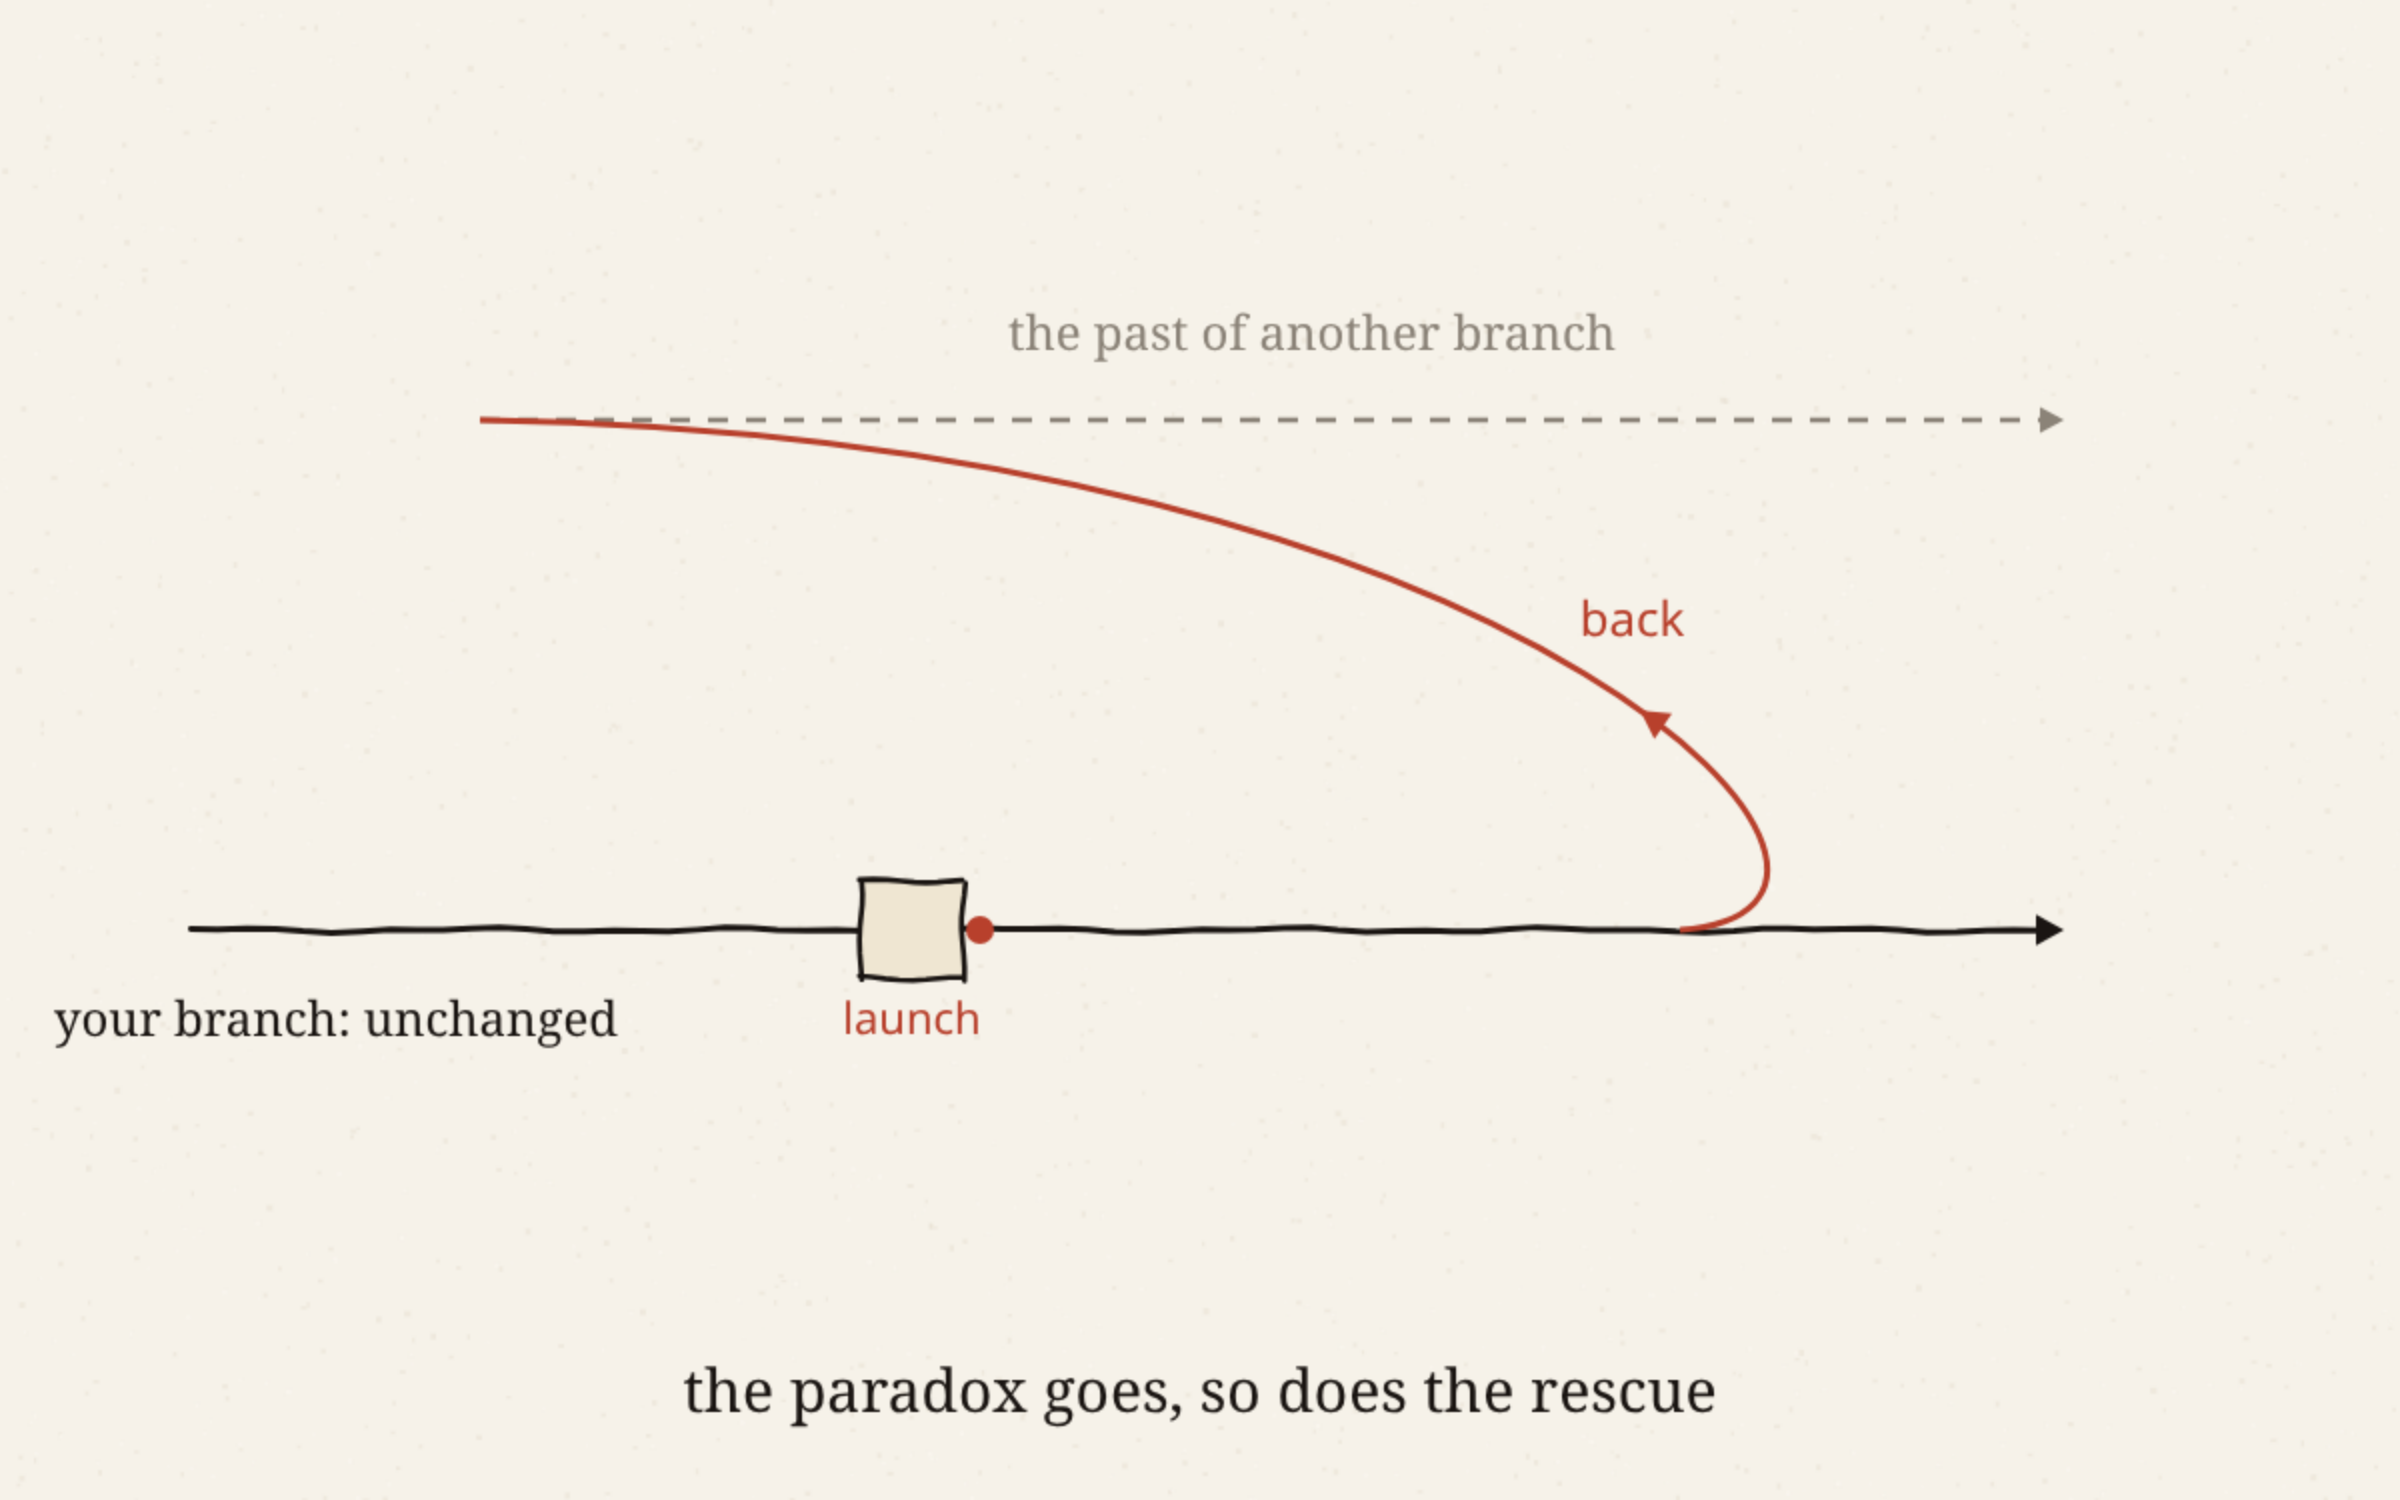 the past of another branch
back
your branch: unchanged
launch
the paradox goes, so does the rescue